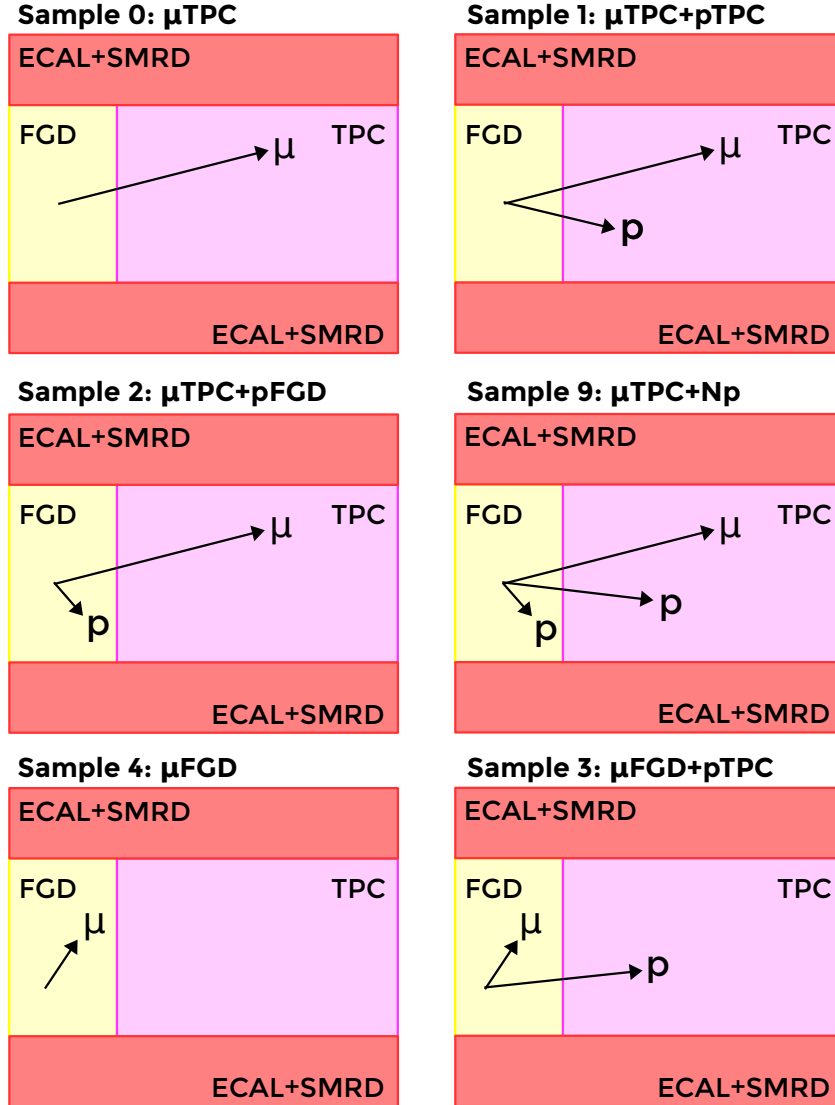 Sample 0: μTPC
ECAL+SMRD
FGD
TPC
μ
ECAL+SMRD
Sample 1: μTPC+pTPC
ECAL+SMRD
FGD
TPC
μ
p
ECAL+SMRD
Sample 2: μTPC+pFGD
ECAL+SMRD
FGD
TPC
μ
p
ECAL+SMRD
Sample 9: μTPC+Np
ECAL+SMRD
FGD
TPC
μ
p
p
ECAL+SMRD
Sample 4: μFGD
ECAL+SMRD
FGD
TPC
μ
ECAL+SMRD
Sample 3: μFGD+pTPC
ECAL+SMRD
FGD
TPC
μ
p
ECAL+SMRD